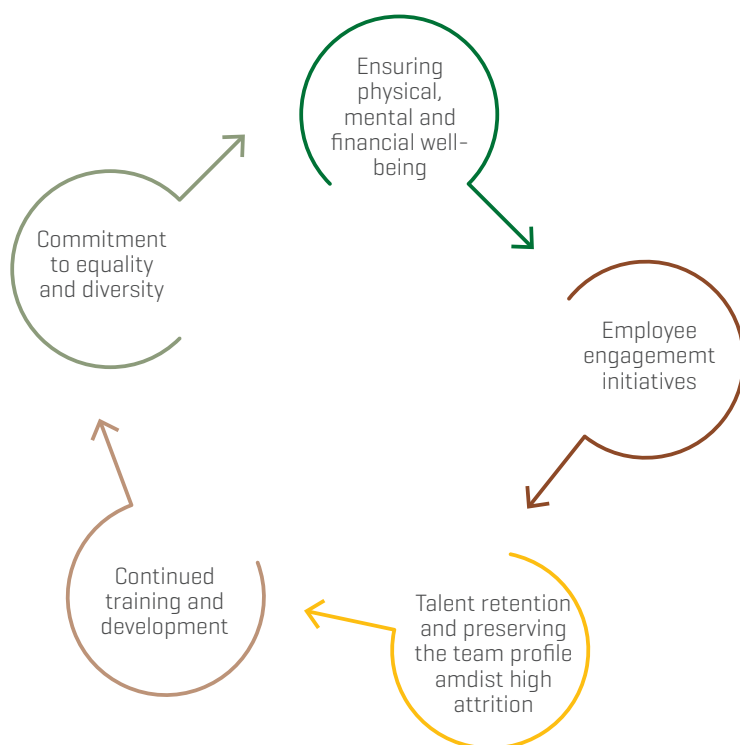 Ensuring
physical,
mental and
financial well-
being
Employee
engagememt
initiatives
Talent retention
and preserving
the team profile
amdist high
attrition
Continued
training and
development
Commitment
to equality
and diversity